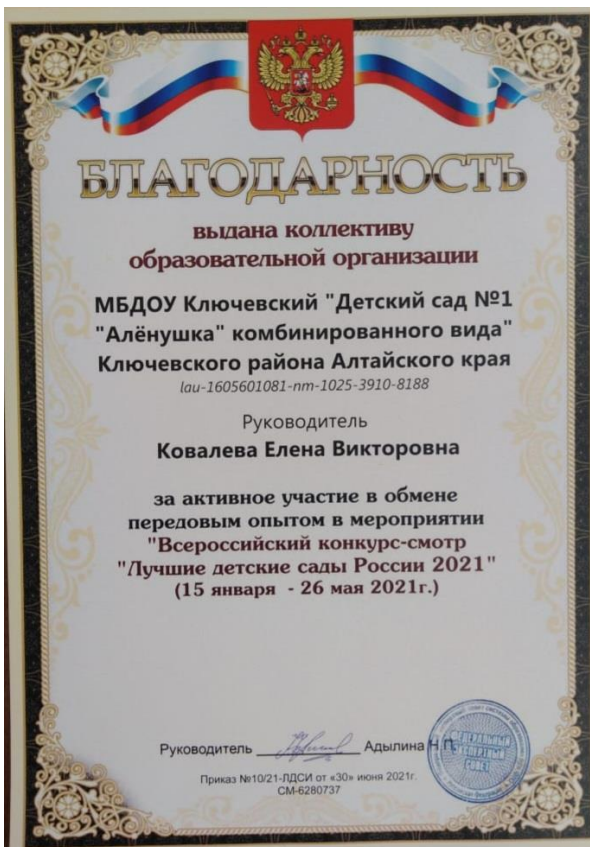 БЛАГОДАРНОСТЬ
выдана коллективу
образовательной организации
МБДОУ Ключевский "Детский сад №1
"Алёнушка" комбинированного вида"
Ключевского района Алтайского края
lau-1605601081-nm-1025-3910-8188
Руководитель
Ковалева Елена Викторовна
за активное участие в обмене
передовым опытом в мероприятии
"Всероссийский конкурс-смотр
"Лучшие детские сады России 2021"
(15 января - 26 мая 2021г.)
Руководитель Адылина Н.П.
Приказ №10/21-ЛДСИ от «30» июня 2021г.
СМ-6280737
ФЕДЕРАЛЬНЫЙ
ЭКСПЕРТНЫЙ
СОВЕТ